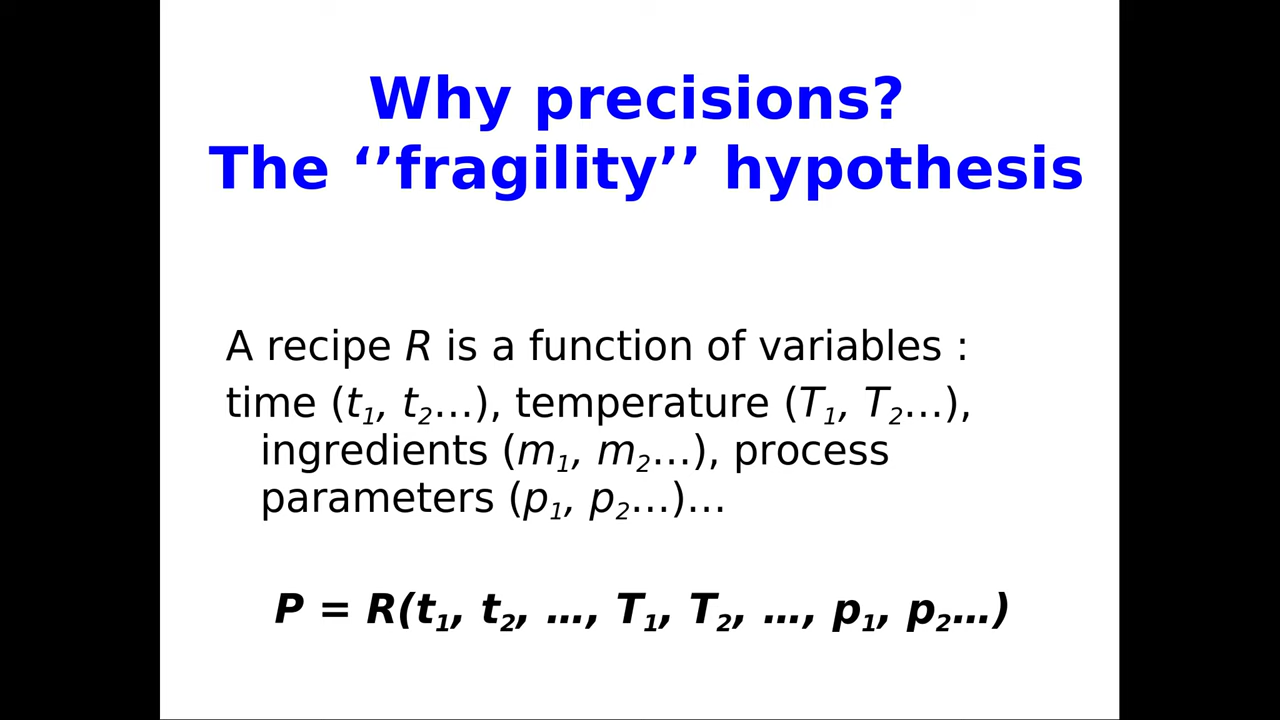 Why precisions?
The ‘’fragility’’ hypothesis
A recipe R is a function of variables :
time (t₁, t₂…), temperature (T₁, T₂…),
ingredients (m₁, m₂…), process
parameters (p₁, p₂…)…
P = R(t₁, t₂, …, T₁, T₂, …, p₁, p₂…)